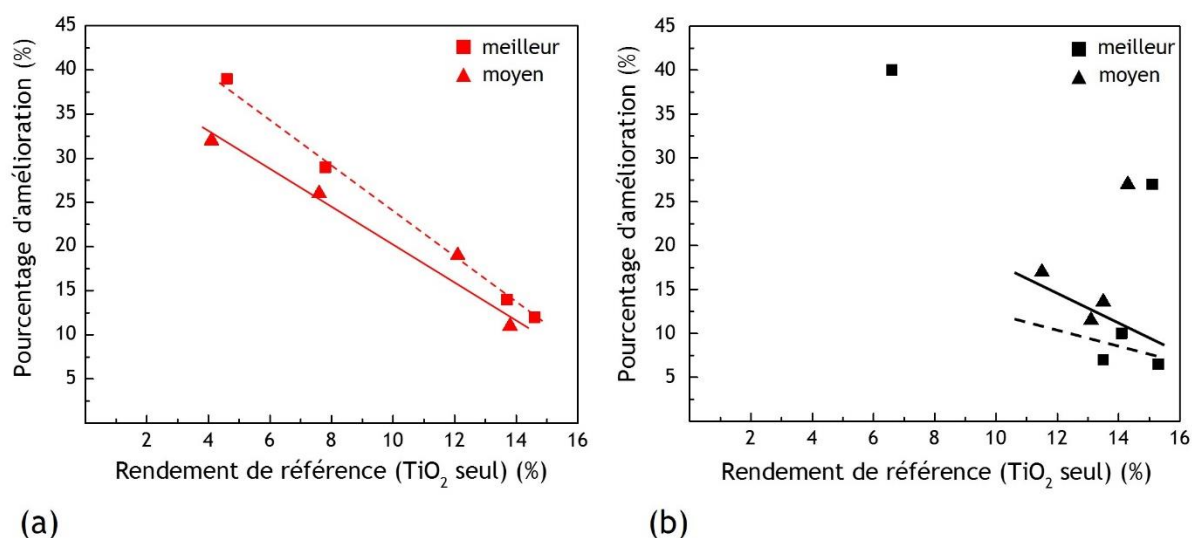 45
40
35
30
25
20
15
10
5
Pourcentage d'amélioration (%)
meilleur
moyen
2 4 6 8 10 12 14 16
Rendement de référence (TiO2 seul) (%)
(a)
45
40
35
30
25
20
15
10
5
Pourcentage d'amélioration (%)
meilleur
moyen
2 4 6 8 10 12 14 16
Rendement de référence (TiO2 seul) (%)
(b)